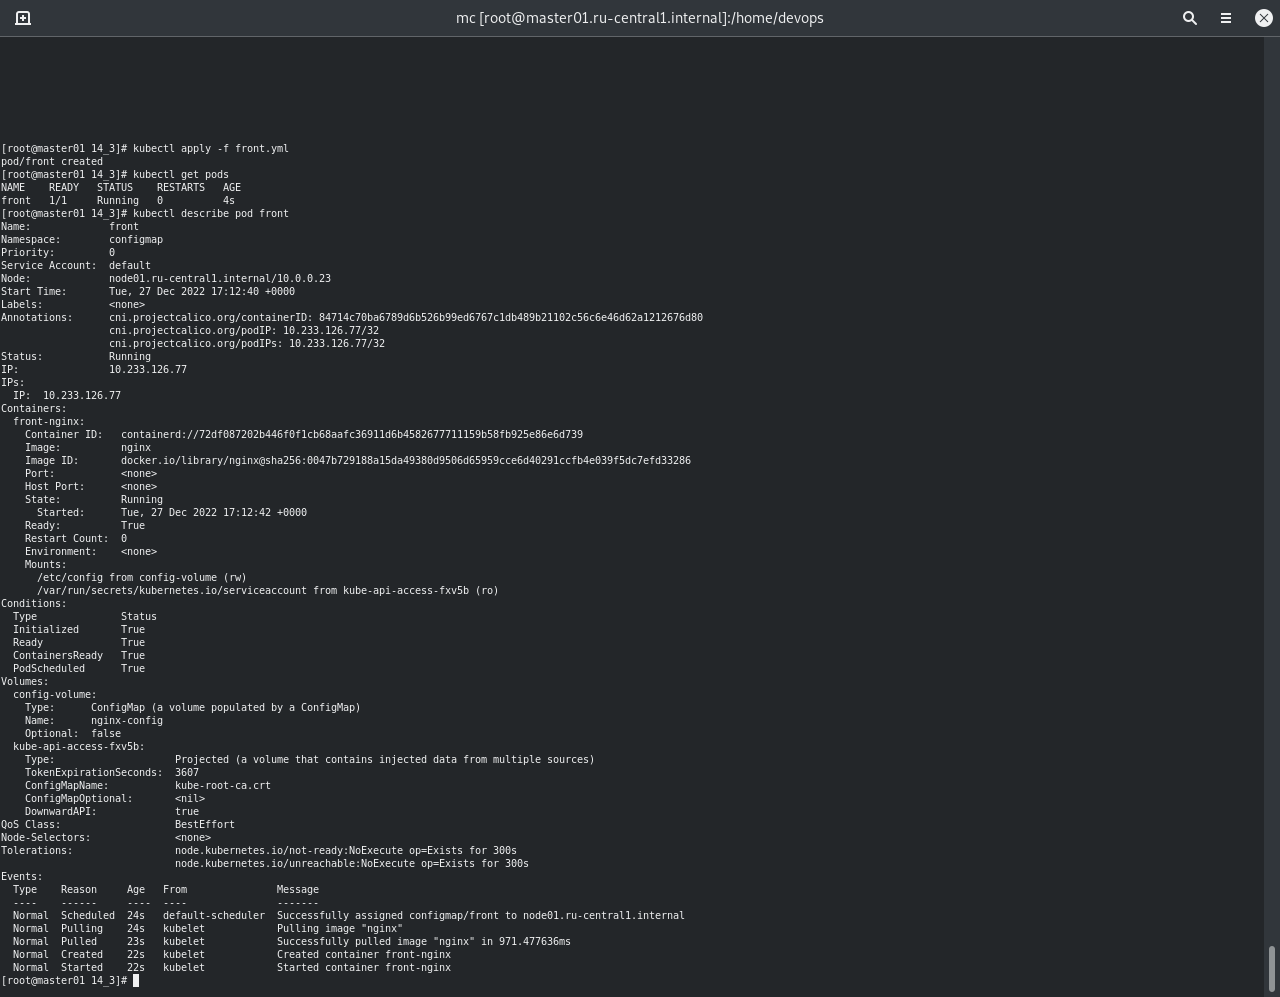 mc [root@master01.ru-central1.internal]:/home/devops
[root@master01 14_3]# kubectl apply -f front.yml
pod/front created
[root@master01 14_3]# kubectl get pods
NAME    READY   STATUS    RESTARTS   AGE
front   1/1     Running   0          4s
[root@master01 14_3]# kubectl describe pod front
Name:             front
Namespace:        configmap
Priority:         0
Service Account:  default
Node:             node01.ru-central1.internal/10.0.0.23
Start Time:       Tue, 27 Dec 2022 17:12:40 +0000
Labels:           <none>
Annotations:      cni.projectcalico.org/containerID: 84714c70ba6789d6b526b99ed6767c1db489b21102c56c6e46d62a1212676d80
                  cni.projectcalico.org/podIP: 10.233.126.77/32
                  cni.projectcalico.org/podIPs: 10.233.126.77/32
Status:           Running
IP:               10.233.126.77
IPs:
  IP:  10.233.126.77
Containers:
  front-nginx:
    Container ID:   containerd://72df087202b446f0f1cb68aafc36911d6b4582677711159b58fb925e86e6d739
    Image:          nginx
    Image ID:       docker.io/library/nginx@sha256:0047b729188a15da49380d9506d65959cce6d40291ccfb4e039f5dc7efd33286
    Port:           <none>
    Host Port:      <none>
    State:          Running
      Started:      Tue, 27 Dec 2022 17:12:42 +0000
    Ready:          True
    Restart Count:  0
    Environment:    <none>
    Mounts:
      /etc/config from config-volume (rw)
      /var/run/secrets/kubernetes.io/serviceaccount from kube-api-access-fxv5b (ro)
Conditions:
  Type              Status
  Initialized       True
  Ready             True
  ContainersReady   True
  PodScheduled      True
Volumes:
  config-volume:
    Type:      ConfigMap (a volume populated by a ConfigMap)
    Name:      nginx-config
    Optional:  false
  kube-api-access-fxv5b:
    Type:                    Projected (a volume that contains injected data from multiple sources)
    TokenExpirationSeconds:  3607
    ConfigMapName:           kube-root-ca.crt
    ConfigMapOptional:       <nil>
    DownwardAPI:             true
QoS Class:                   BestEffort
Node-Selectors:              <none>
Tolerations:                 node.kubernetes.io/not-ready:NoExecute op=Exists for 300s
                             node.kubernetes.io/unreachable:NoExecute op=Exists for 300s
Events:
  Type    Reason     Age   From               Message
  ----    ------     ----  ----               -------
  Normal  Scheduled  24s   default-scheduler  Successfully assigned configmap/front to node01.ru-central1.internal
  Normal  Pulling    24s   kubelet            Pulling image "nginx"
  Normal  Pulled     23s   kubelet            Successfully pulled image "nginx" in 971.477636ms
  Normal  Created    22s   kubelet            Created container front-nginx
  Normal  Started    22s   kubelet            Started container front-nginx
[root@master01 14_3]#